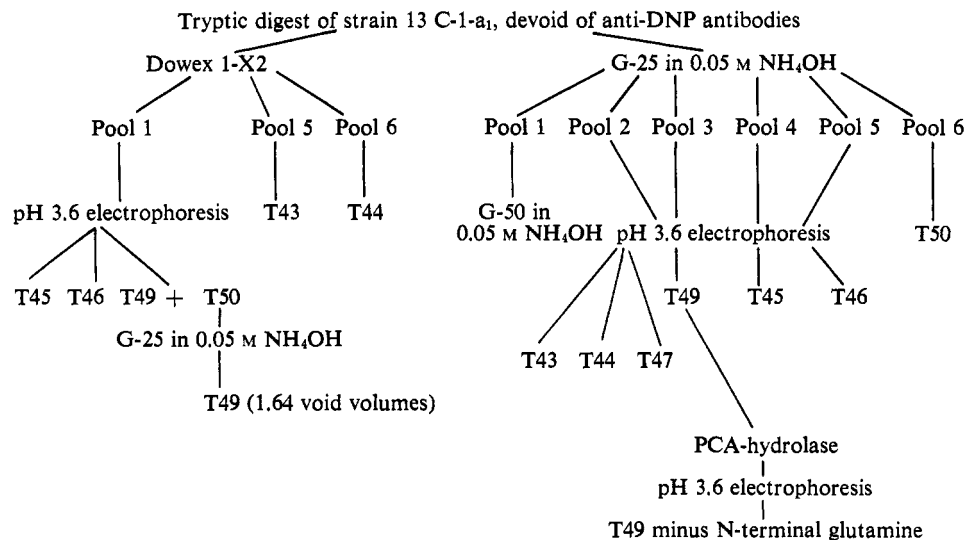 Tryptic digest of strain 13 C-1-a₁, devoid of anti-DNP antibodies
Dowex 1-X2
G-25 in 0.05 M NH₄OH
Pool 1 Pool 5 Pool 6
Pool 1 Pool 2 Pool 3 Pool 4 Pool 5 Pool 6
pH 3.6 electrophoresis T43 T44
G-50 in
0.05 M NH₄OH
pH 3.6 electrophoresis
T50
T45 T46 T49 + T50
T49 T45 T46
G-25 in 0.05 M NH₄OH
T43 T44 T47
T49 (1.64 void volumes)
PCA-hydrolase
pH 3.6 electrophoresis
T49 minus N-terminal glutamine